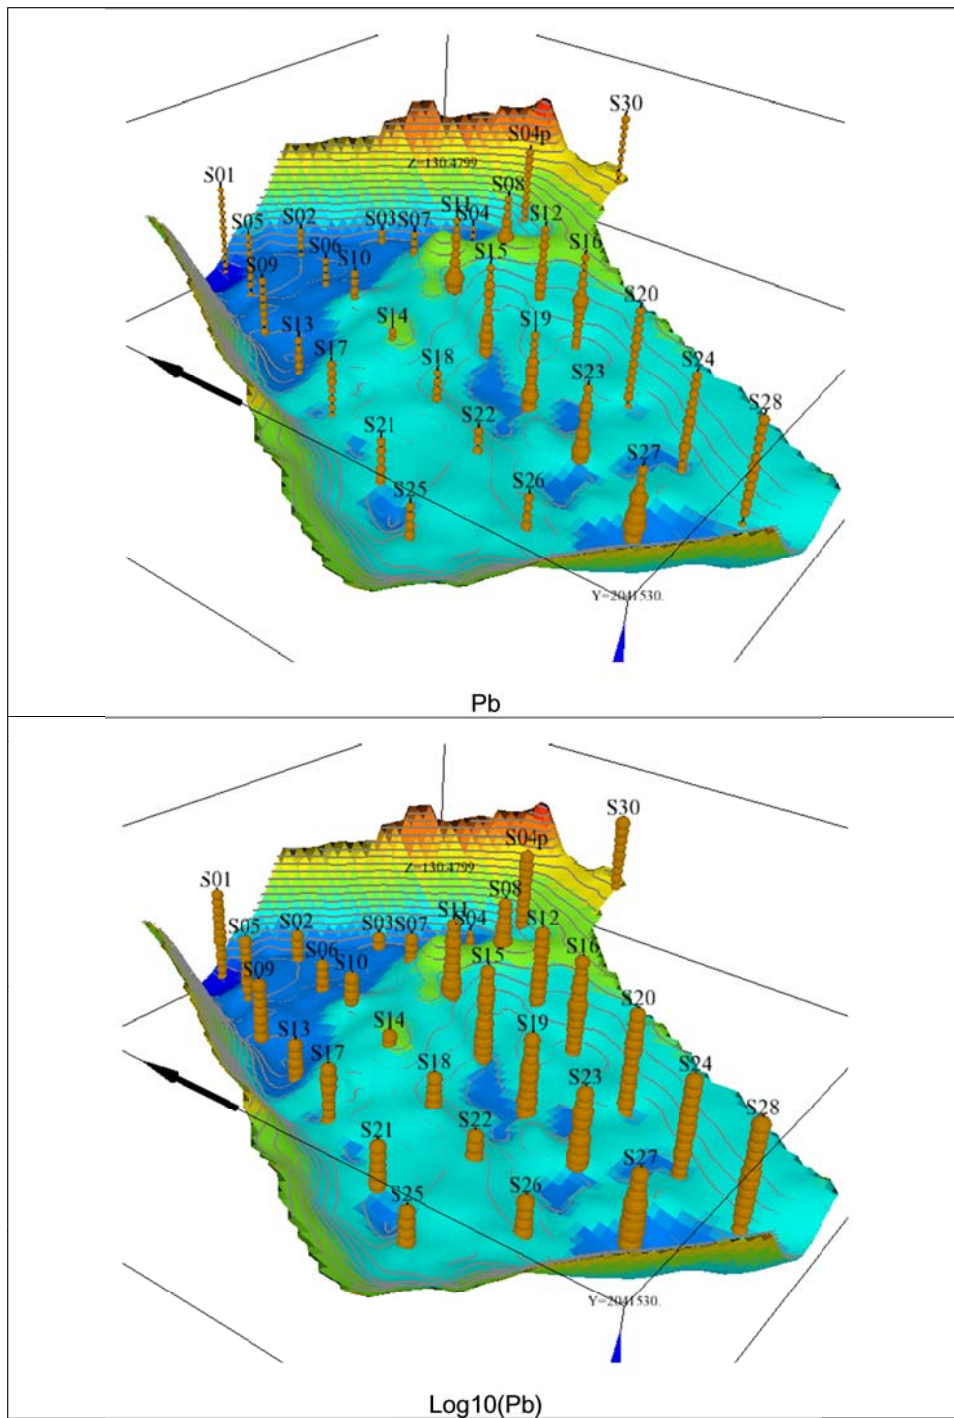 S30
S04p
Z=130.4799
S01
S08
S11
S04
S12
S05
S02
S03
S07
S16
S06
S15
S09
S10
S20
S14
S19
S13
S17
S18
S24
S23
S22
S28
S21
S27
S26
S25
Y=2041530.
Pb
S30
S04p
Z=130.4799
S01
S08
S11
S04
S12
S05
S02
S03
S07
S16
S06
S15
S09
S10
S20
S14
S19
S13
S17
S18
S24
S23
S22
S28
S21
S27
S26
S25
Y=2041530.
Log10(Pb)